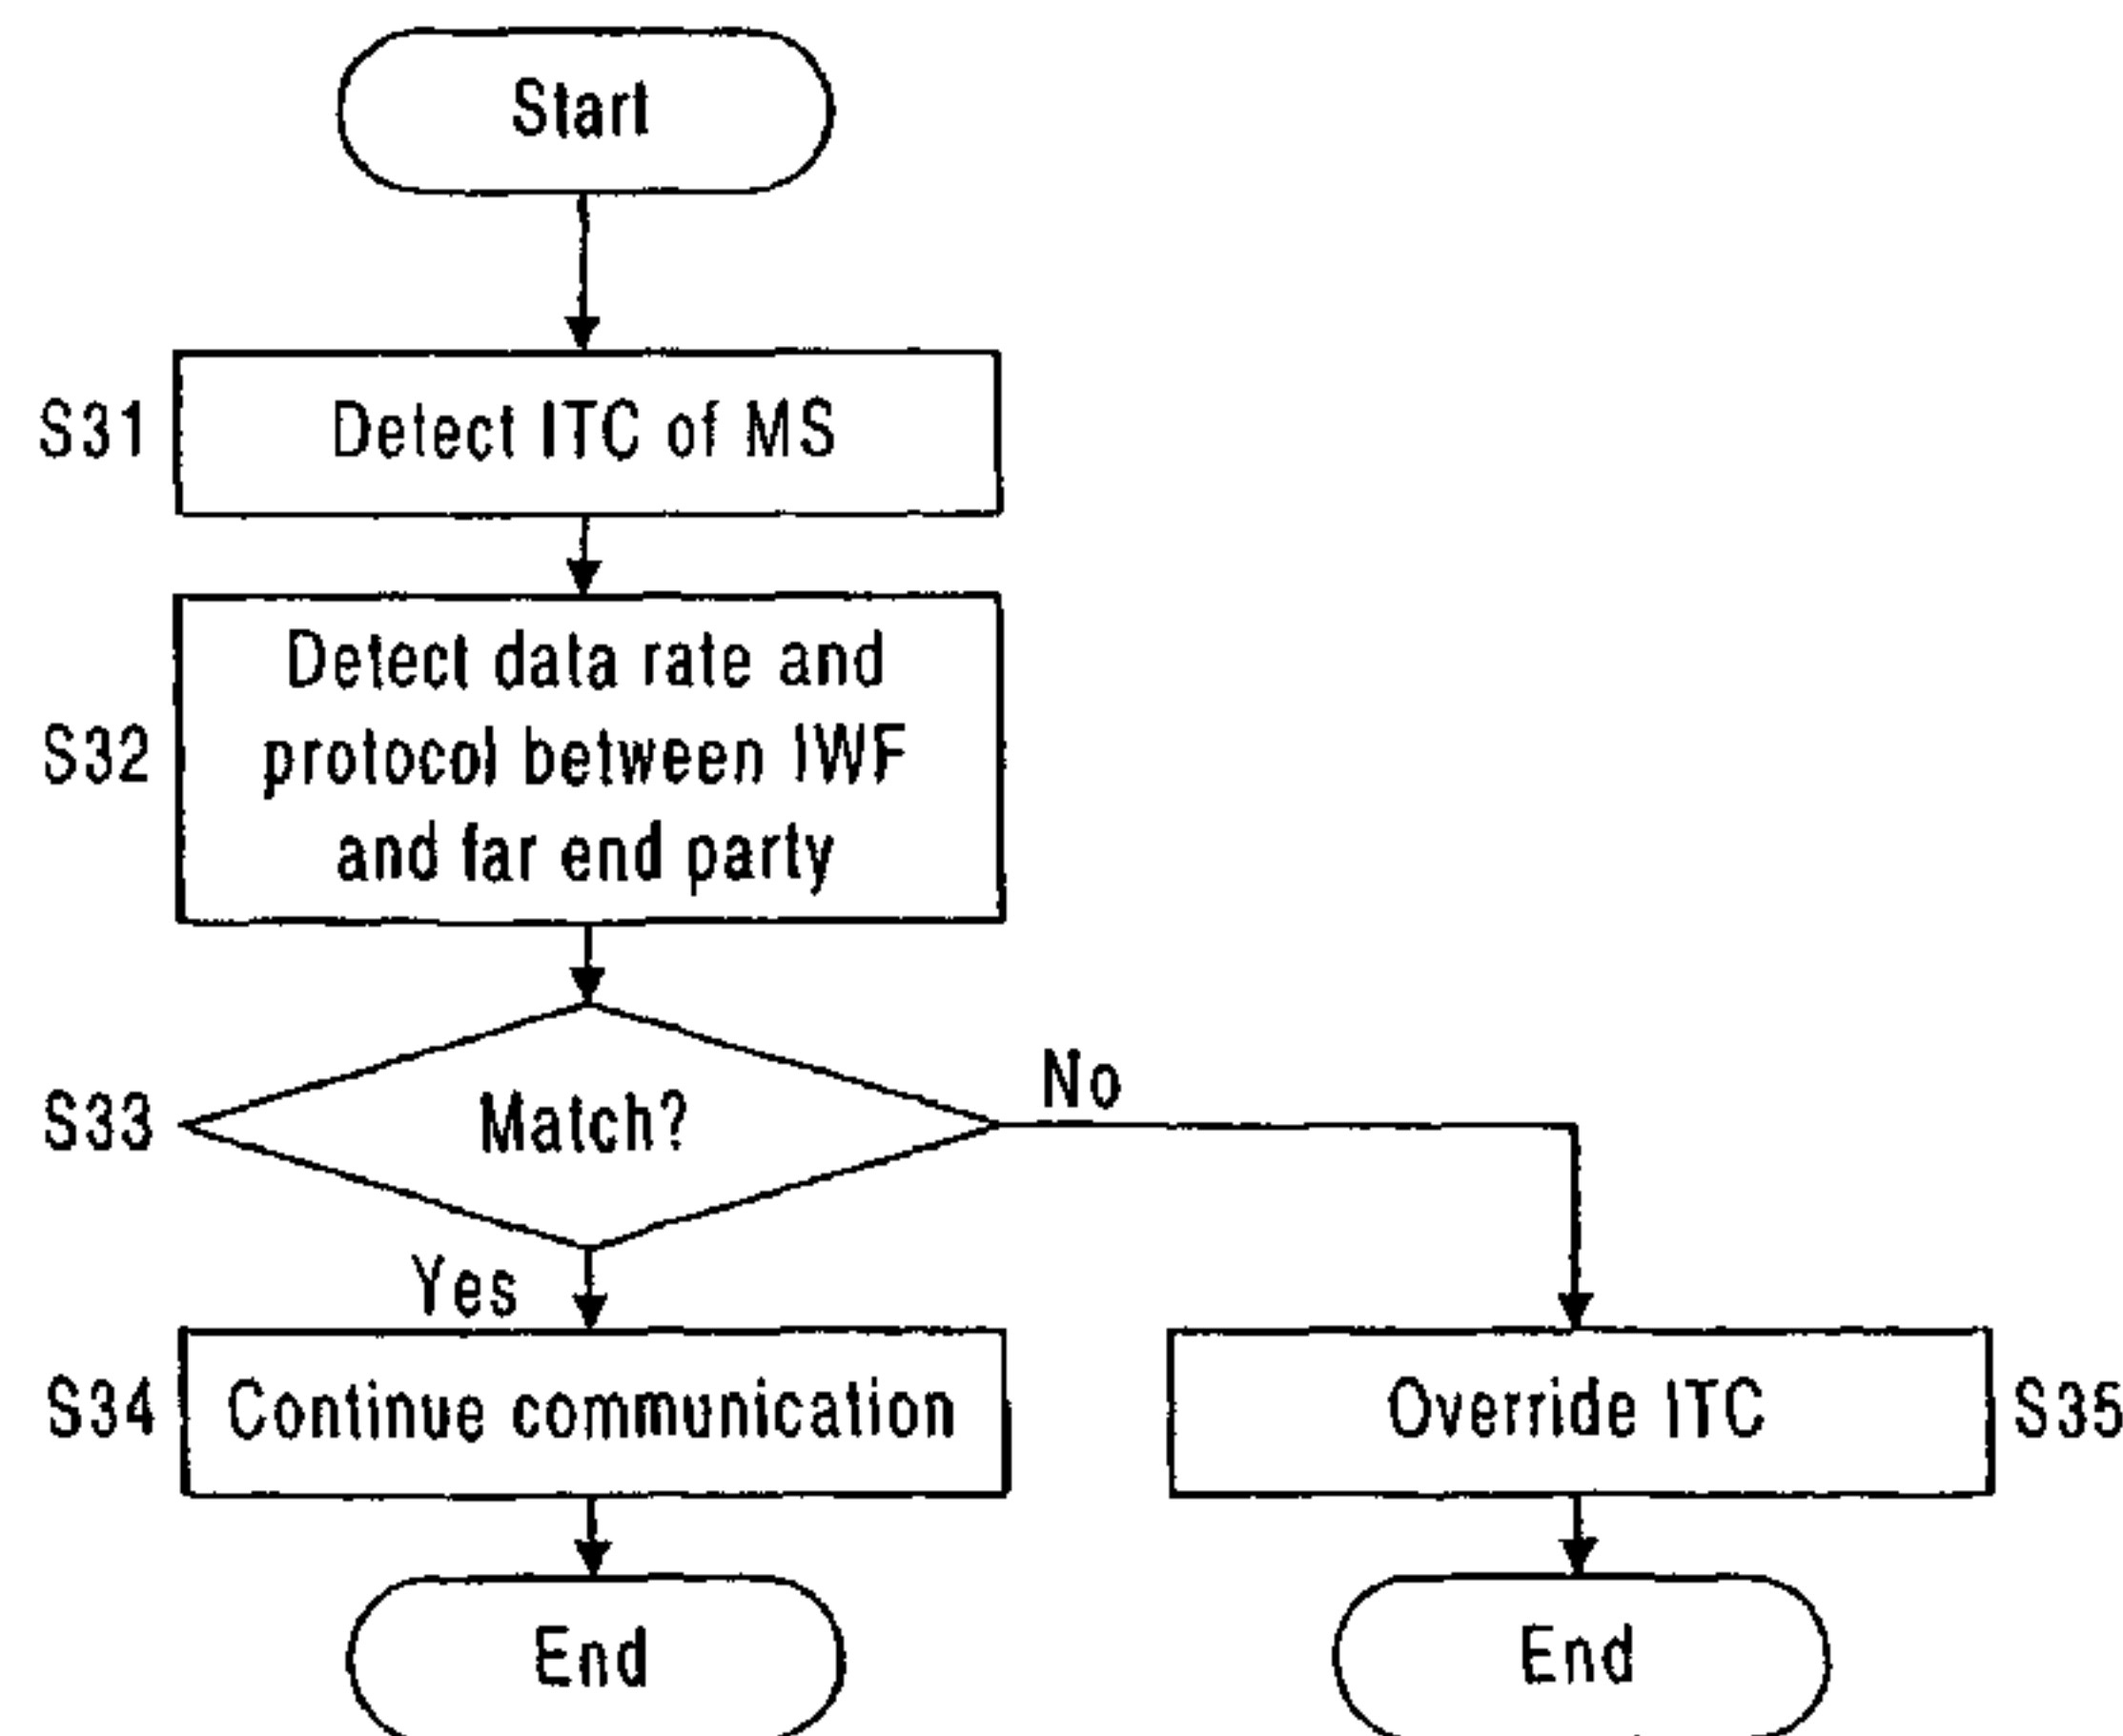 Start
S31
Detect ITC of MS
S32
Detect data rate and
protocol between IWF
and far end party
S33
Match?
No
Yes
S34
Continue communication
Override ITC
S35
End
End